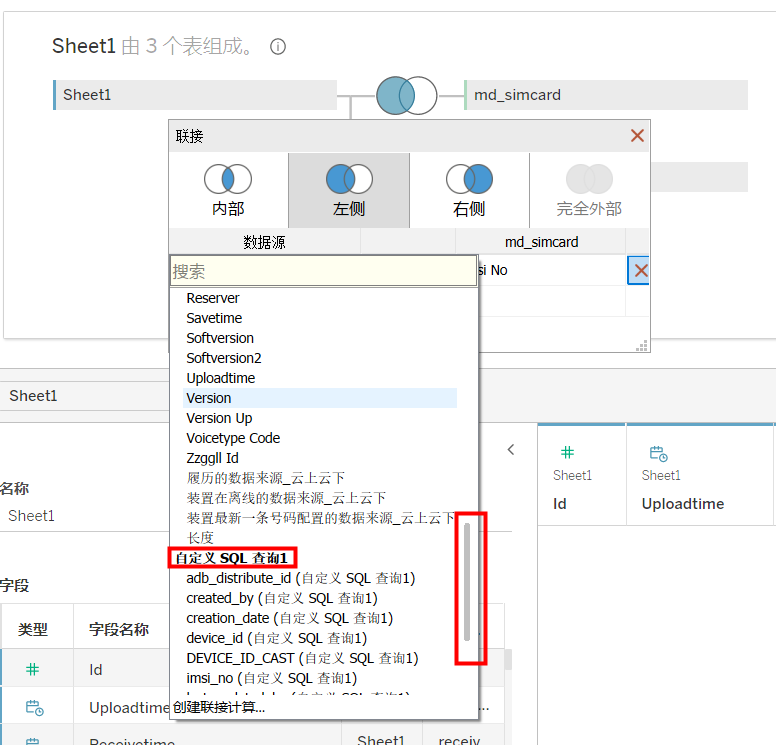 Sheet1 由 3 个表组成。
Sheet1
md_simcard
联接
内部
左侧
右侧
完全外部
数据源
md_simcard
搜索
si No
Reserver
Savetime
Softversion
Softversion2
Uploadtime
Version
Version Up
Voicetype Code
Zzggll Id
履历的数据来源_云上云下
装置在离线的数据来源_云上云下
装置最新一条号码配置的数据来源_云上云下
长度
自定义 SQL 查询1
adb_distribute_id (自定义 SQL 查询1)
created_by (自定义 SQL 查询1)
creation_date (自定义 SQL 查询1)
device_id (自定义 SQL 查询1)
DEVICE_ID_CAST (自定义 SQL 查询1)
imsi_no (自定义 SQL 查询1)
创建联接计算...
Sheet1
名称
Sheet1
字段
类型
字段名称
Id
Uploadtime
Receivetime
Sheet1
receiv
Sheet1
Id
Sheet1
Uploadtime